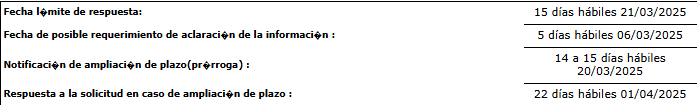 Fecha l�mite de respuesta: 15 días hábiles 21/03/2025
Fecha de posible requerimiento de aclaraci�n de la informaci�n : 5 días hábiles 06/03/2025
Notificaci�n de ampliaci�n de plazo(pr�rroga) : 14 a 15 días hábiles
20/03/2025
Respuesta a la solicitud en caso de ampliaci�n de plazo : 22 días hábiles 01/04/2025